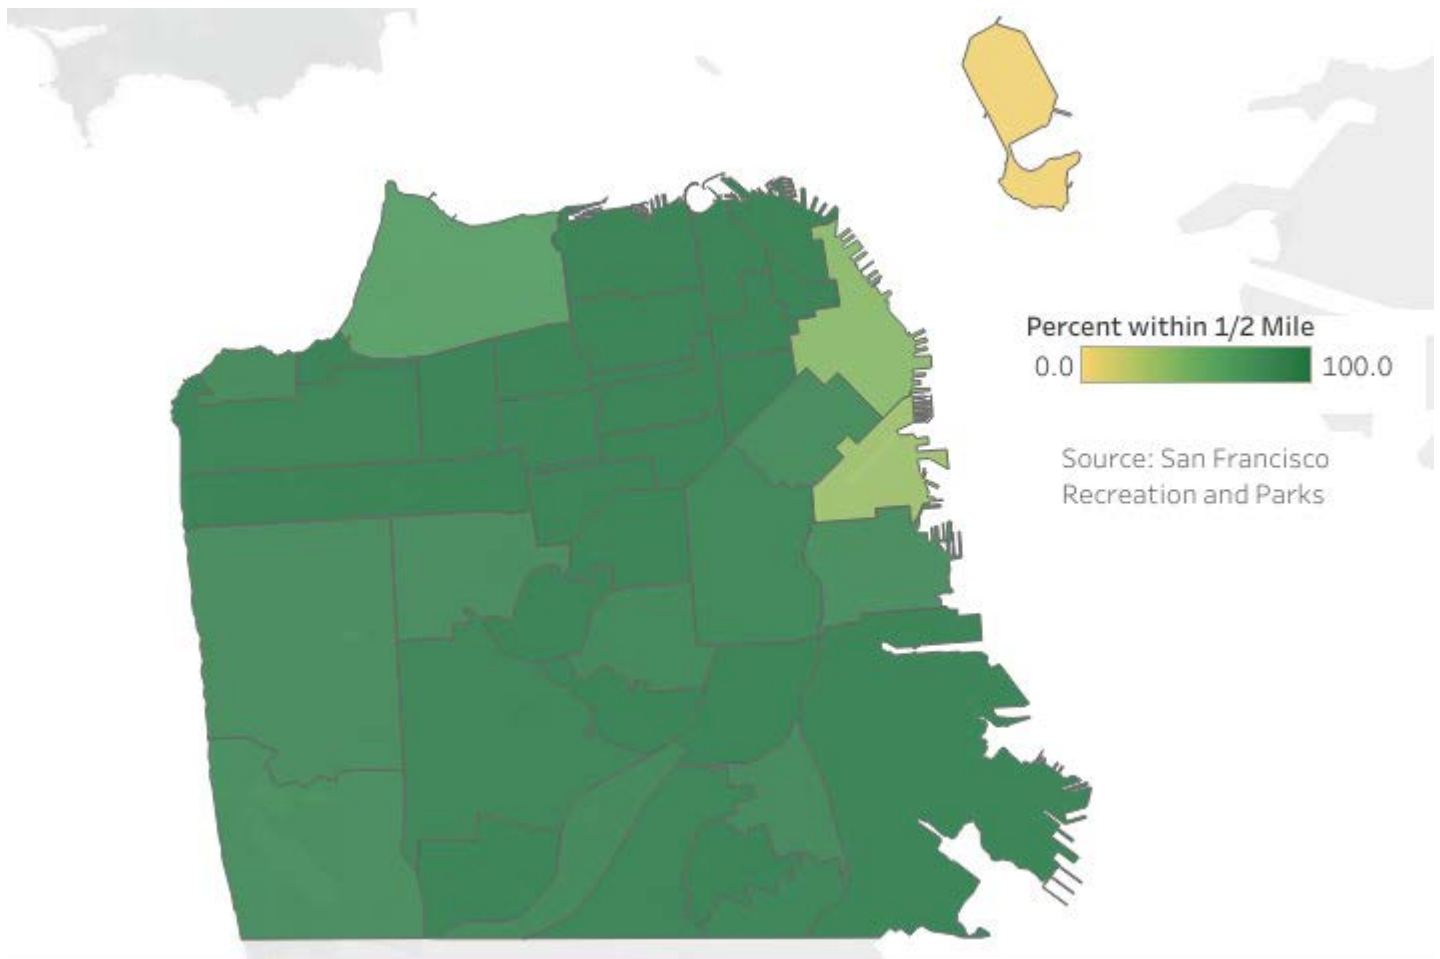 Percent within 1/2 Mile
0.0 100.0
Source: San Francisco
Recreation and Parks